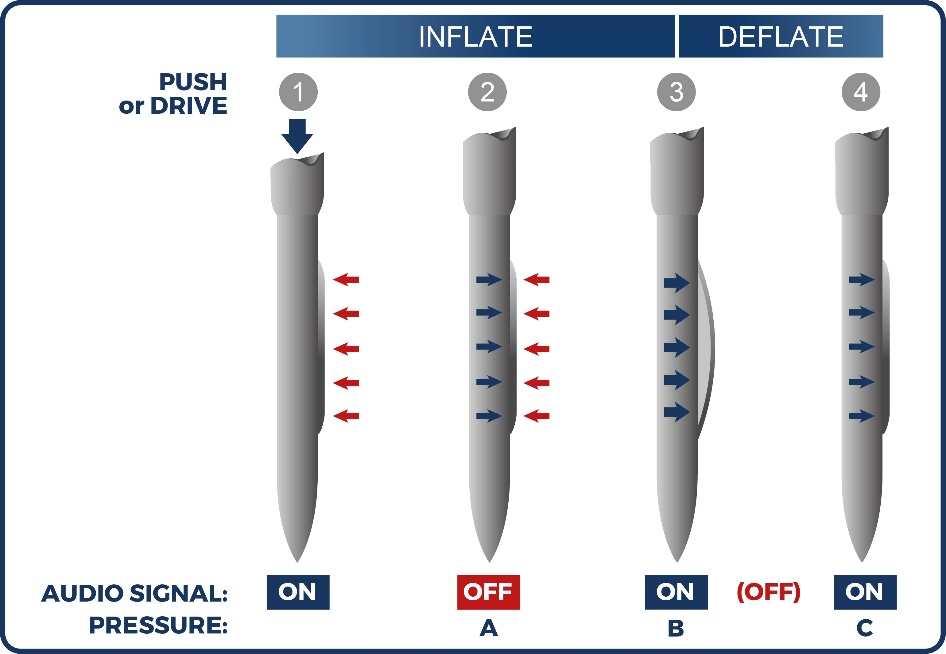 INFLATE DEFLATE
PUSH
or DRIVE
1 2 3 4
AUDIO SIGNAL: ON OFF ON (OFF) ON
PRESSURE: A B C